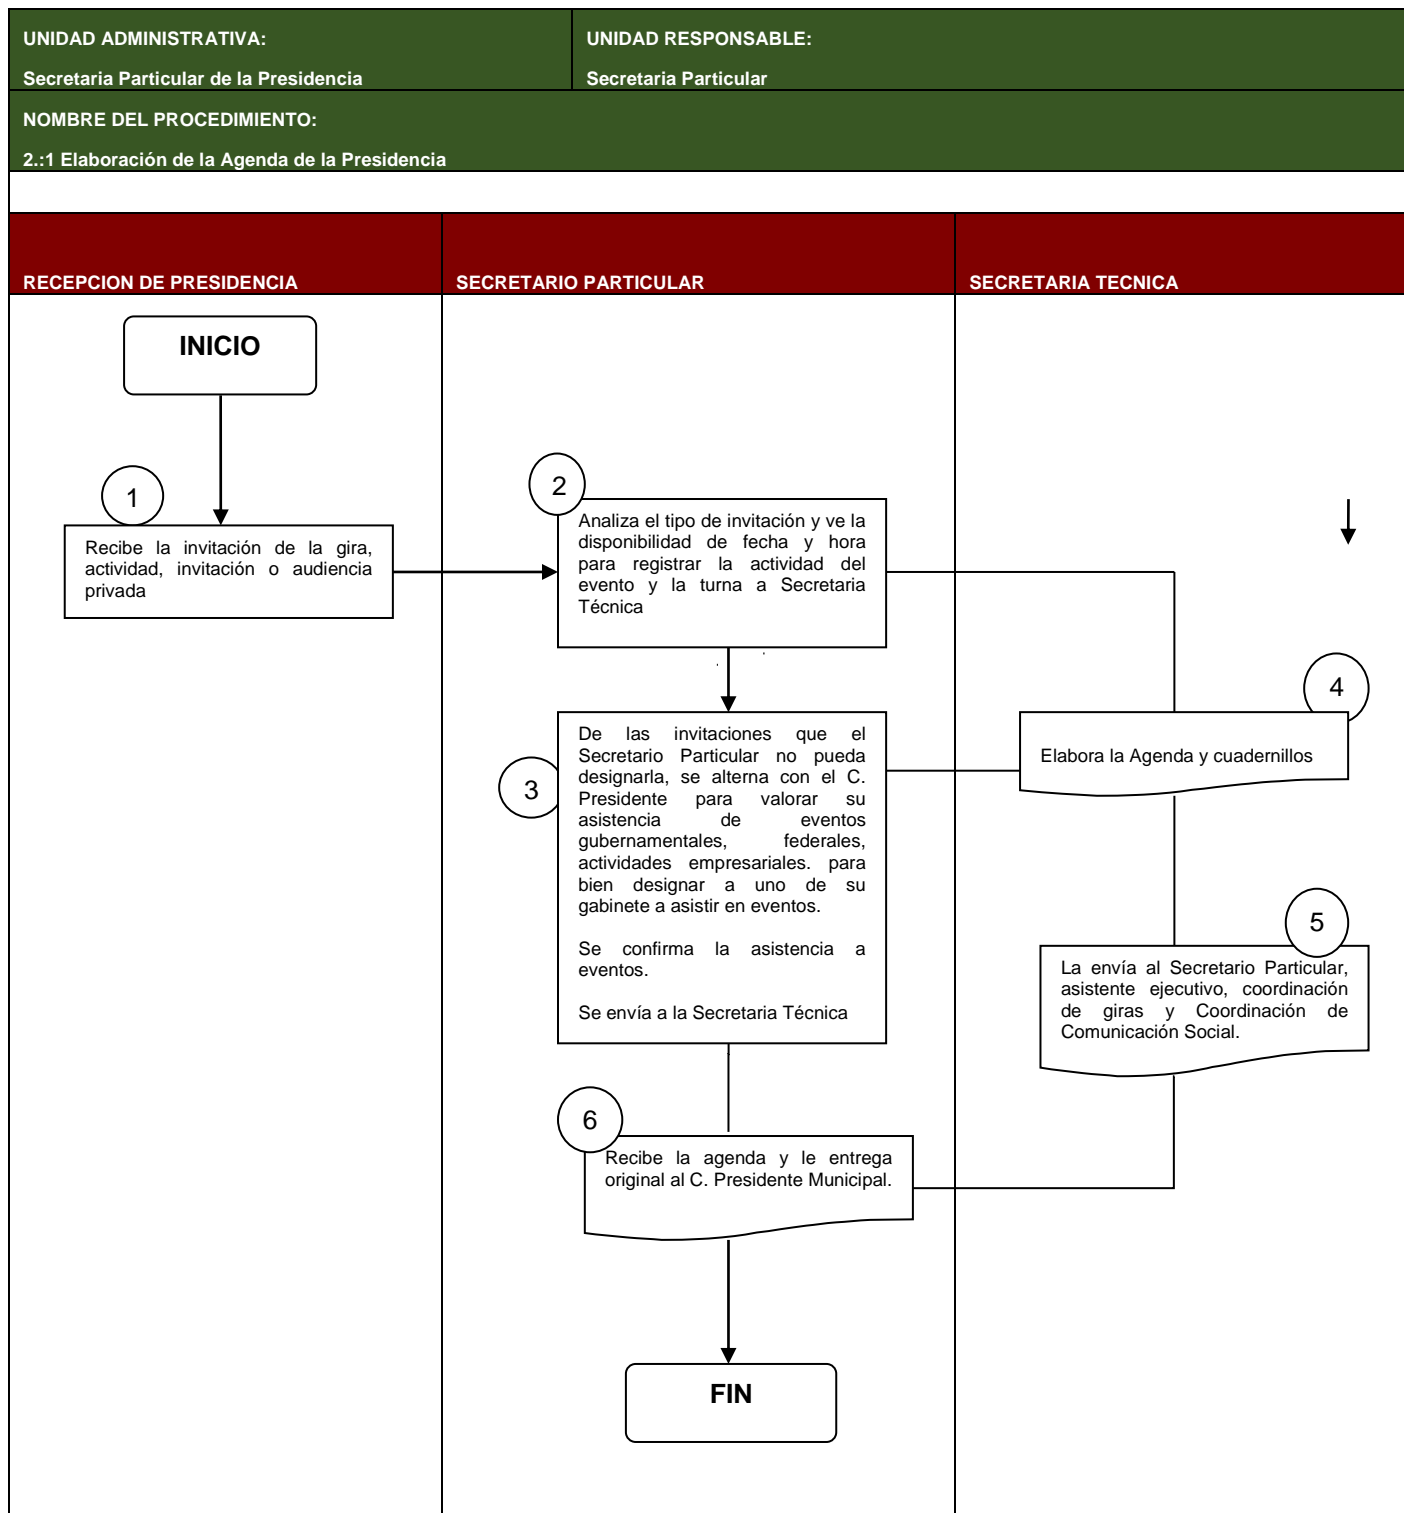 UNIDAD ADMINISTRATIVA:
Secretaria Particular de la Presidencia
UNIDAD RESPONSABLE:
Secretaria Particular
NOMBRE DEL PROCEDIMIENTO:
2.:1 Elaboración de la Agenda de la Presidencia
RECEPCION DE PRESIDENCIA
SECRETARIO PARTICULAR
SECRETARIA TECNICA
INICIO
1
Recibe la invitación de la gira,
actividad, invitación o audiencia
privada
2
Analiza el tipo de invitación y ve la
disponibilidad de fecha y hora
para registrar la actividad del
evento y la turna a Secretaria
Técnica
3
De las invitaciones que el
Secretario Particular no pueda
designarla, se alterna con el C.
Presidente para valorar su
asistencia de eventos
gubernamentales, federales,
actividades empresariales. para
bien designar a uno de su
gabinete a asistir en eventos.
Se confirma la asistencia a
eventos.
Se envía a la Secretaria Técnica
4
Elabora la Agenda y cuadernillos
5
La envía al Secretario Particular,
asistente ejecutivo, coordinación
de giras y Coordinación de
Comunicación Social.
6
Recibe la agenda y le entrega
original al C. Presidente Municipal.
FIN